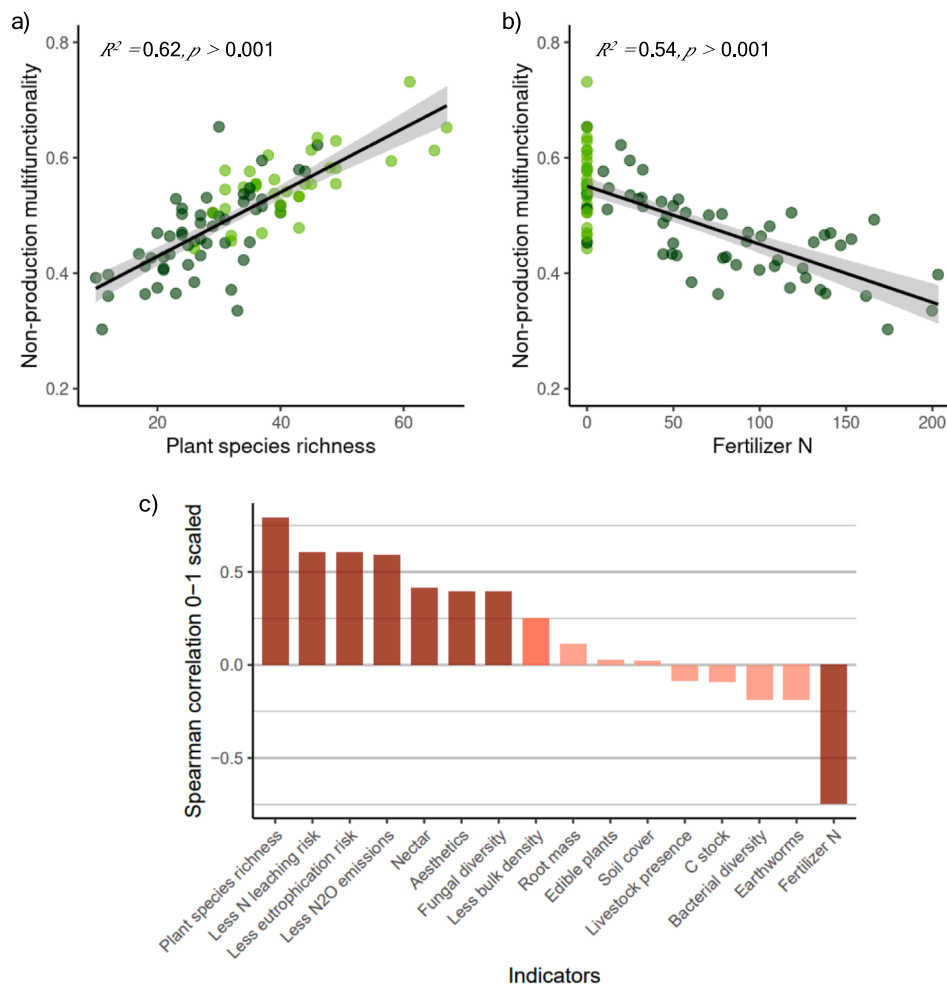 a)
R² =0.62, p > 0.001
Non-production multifunctionality
0.8
0.6
0.4
0.2
20 40 60
Plant species richness
b)
R² =0.54, p > 0.001
Non-production multifunctionality
0.8
0.6
0.4
0.2
0 50 100 150 200
Fertilizer N
c)
Spearman correlation 0−1 scaled
0.5
0.0
−0.5
Plant species richness
Less N leaching risk
Less eutrophication risk
Less N2O emissions
Nectar
Aesthetics
Fungal diversity
Less bulk density
Root mass
Edible plants
Soil cover
Livestock presence
C stock
Bacterial diversity
Earthworms
Fertilizer N
Indicators